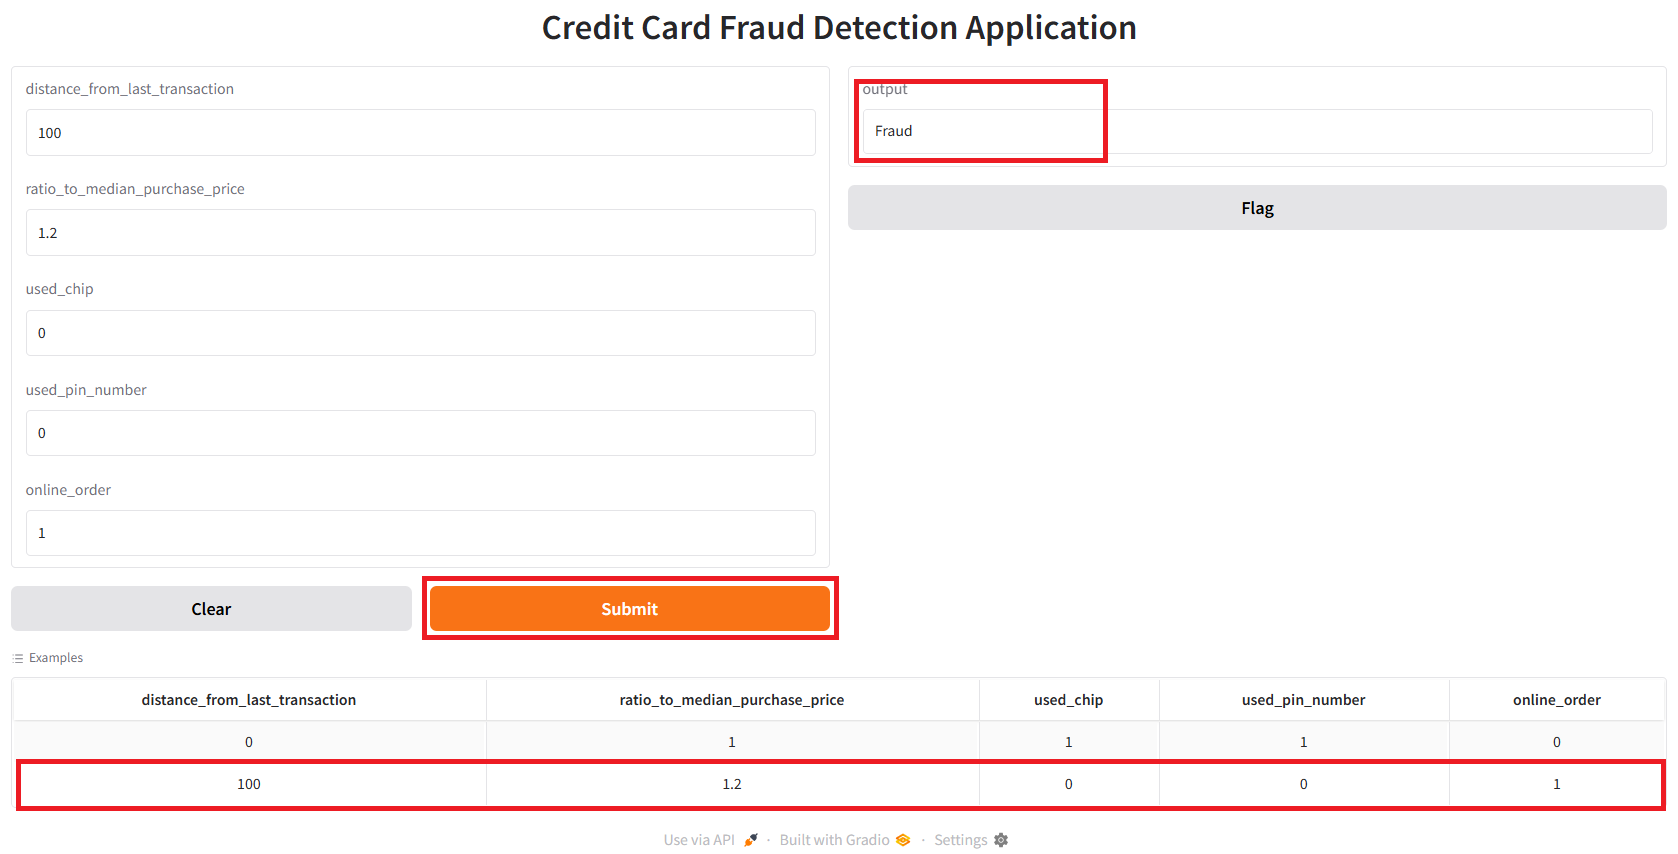 Credit Card Fraud Detection Application
distance_from_last_transaction
100
ratio_to_median_purchase_price
1.2
used_chip
0
used_pin_number
0
online_order
1
Clear
Submit
output
Fraud
Flag
Examples
distance_from_last_transaction ratio_to_median_purchase_price used_chip used_pin_number online_order
0 1 1 1 0
100 1.2 0 0 1
Use via API · Built with Gradio · Settings